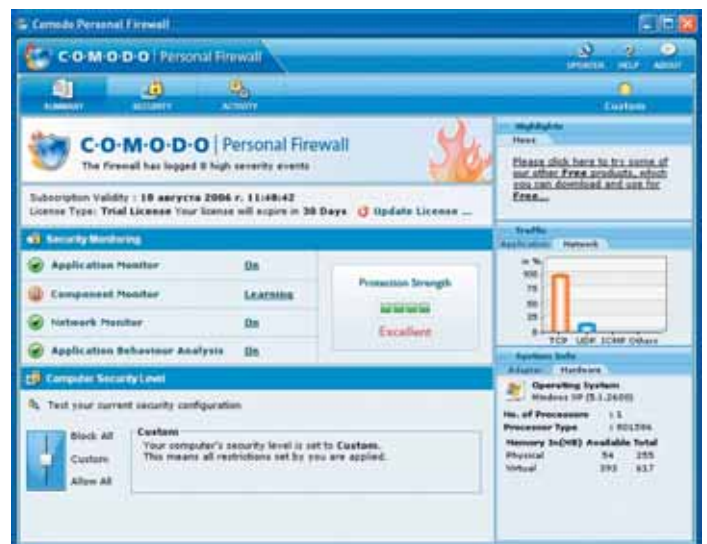 Comodo Personal Firewall
C·O·M·O·D·O | Personal Firewall
UPDATER HELP ABOUT
SUMMARY SECURITY ACTIVITY
Custom
C·O·M·O·D·O | Personal Firewall
The Firewall has logged 0 high severity events
Subscription Validity : 18 августа 2006 г. 11:48:42
License Type: Trial License Your license will expire in 30 Days Update License ...
Security Monitoring
Application Monitor On
Component Monitor Learning
Network Monitor On
Application Behaviour Analysis On
Protection Strength
Excellent
Computer Security Level
Test your current security configuration
Block All
Custom
Allow All
Custom
Your computer's security level is set to Custom.
This means all restrictions set by you are applied.
Highlights
News
Please click here to try some of
our other Free products, which
you can download and use for
Free...
Traffic
Application Network
in %
100
75
50
25
0
TCP UDP ICMP Others
System Info
Adapter Hardware
Operating System
Windows XP (5.1.2600)
No. of Processors : 1
Processor Type
Memory In(MB) Available Total
Physical 54 255
Virtual 393 617